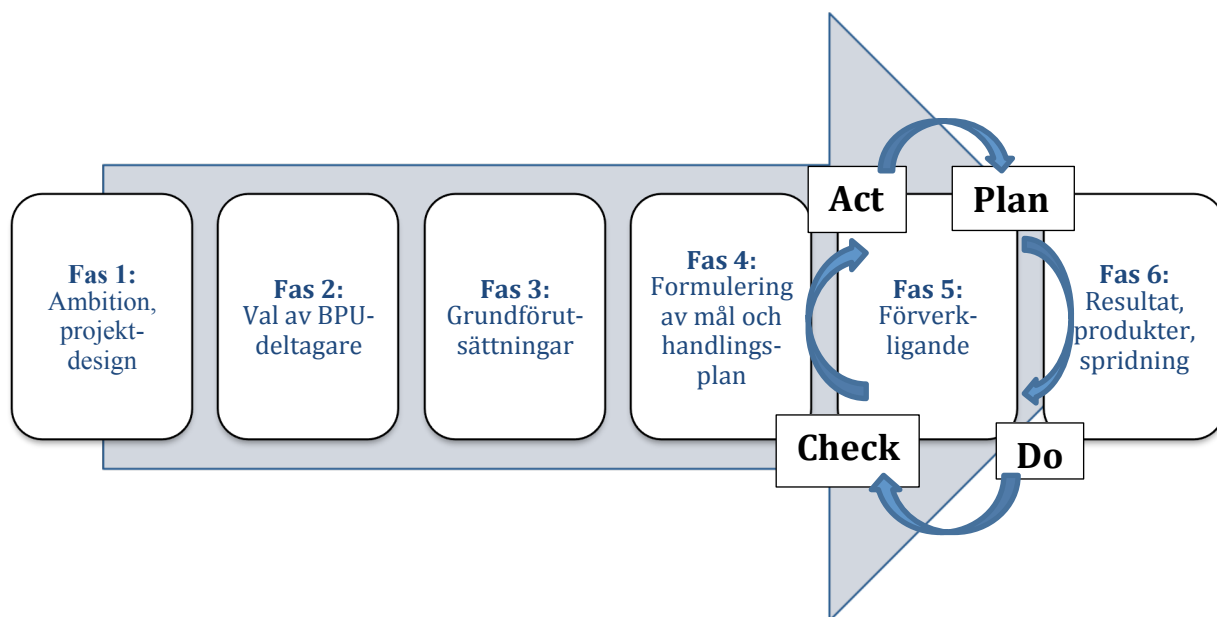 Fas 1:
Ambition,
projekt-
design
Fas 2:
Val av BPU-
deltagare
Fas 3:
Grundförut-
sättningar
Fas 4:
Formulering
av mål och
handlings-
plan
Fas 5:
Förverk-
ligande
Fas 6:
Resultat,
produkter,
spridning
Act
Plan
Do
Check